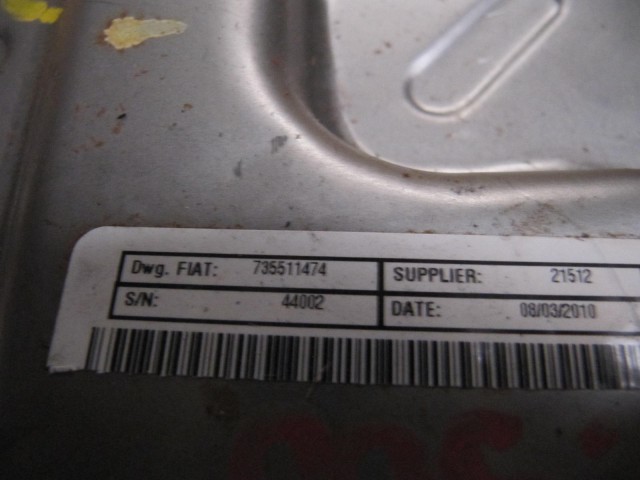 Dwg. FIAT: 735511474 SUPPLIER: 21512
S/N: 44002 DATE: 08/03/2010